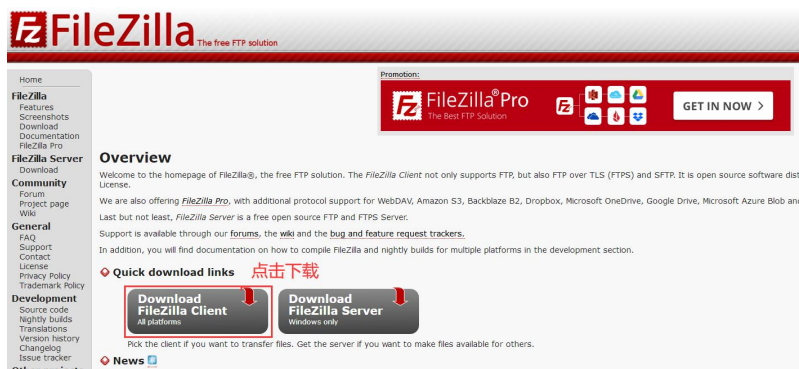 FileZilla The free FTP solution
Home
FileZilla
Features
Screenshots
Download
Documentation
FileZilla Pro
FileZilla Server
Download
Community
Forum
Project page
Wiki
General
FAQ
Support
Contact
License
Privacy Policy
Trademark Policy
Development
Source code
Nightly builds
Translations
Version history
Changelog
Issue tracker
Promotion:
FileZilla®Pro
The Best FTP Solution
GET IN NOW >
Overview
Welcome to the homepage of FileZilla®, the free FTP solution. The FileZilla Client not only supports FTP, but also FTP over TLS (FTPS) and SFTP. It is open source software dist
License.
We are also offering FileZilla Pro, with additional protocol support for WebDAV, Amazon S3, Backblaze B2, Dropbox, Microsoft OneDrive, Google Drive, Microsoft Azure Blob and
Last but not least, FileZilla Server is a free open source FTP and FTPS Server.
Support is available through our forums, the wiki and the bug and feature request trackers.
In addition, you will find documentation on how to compile FileZilla and nightly builds for multiple platforms in the development section.
Quick download links 点击下载
Download
FileZilla Client
All platforms
Download
FileZilla Server
Windows only
Pick the client if you want to transfer files. Get the server if you want to make files available for others.
News